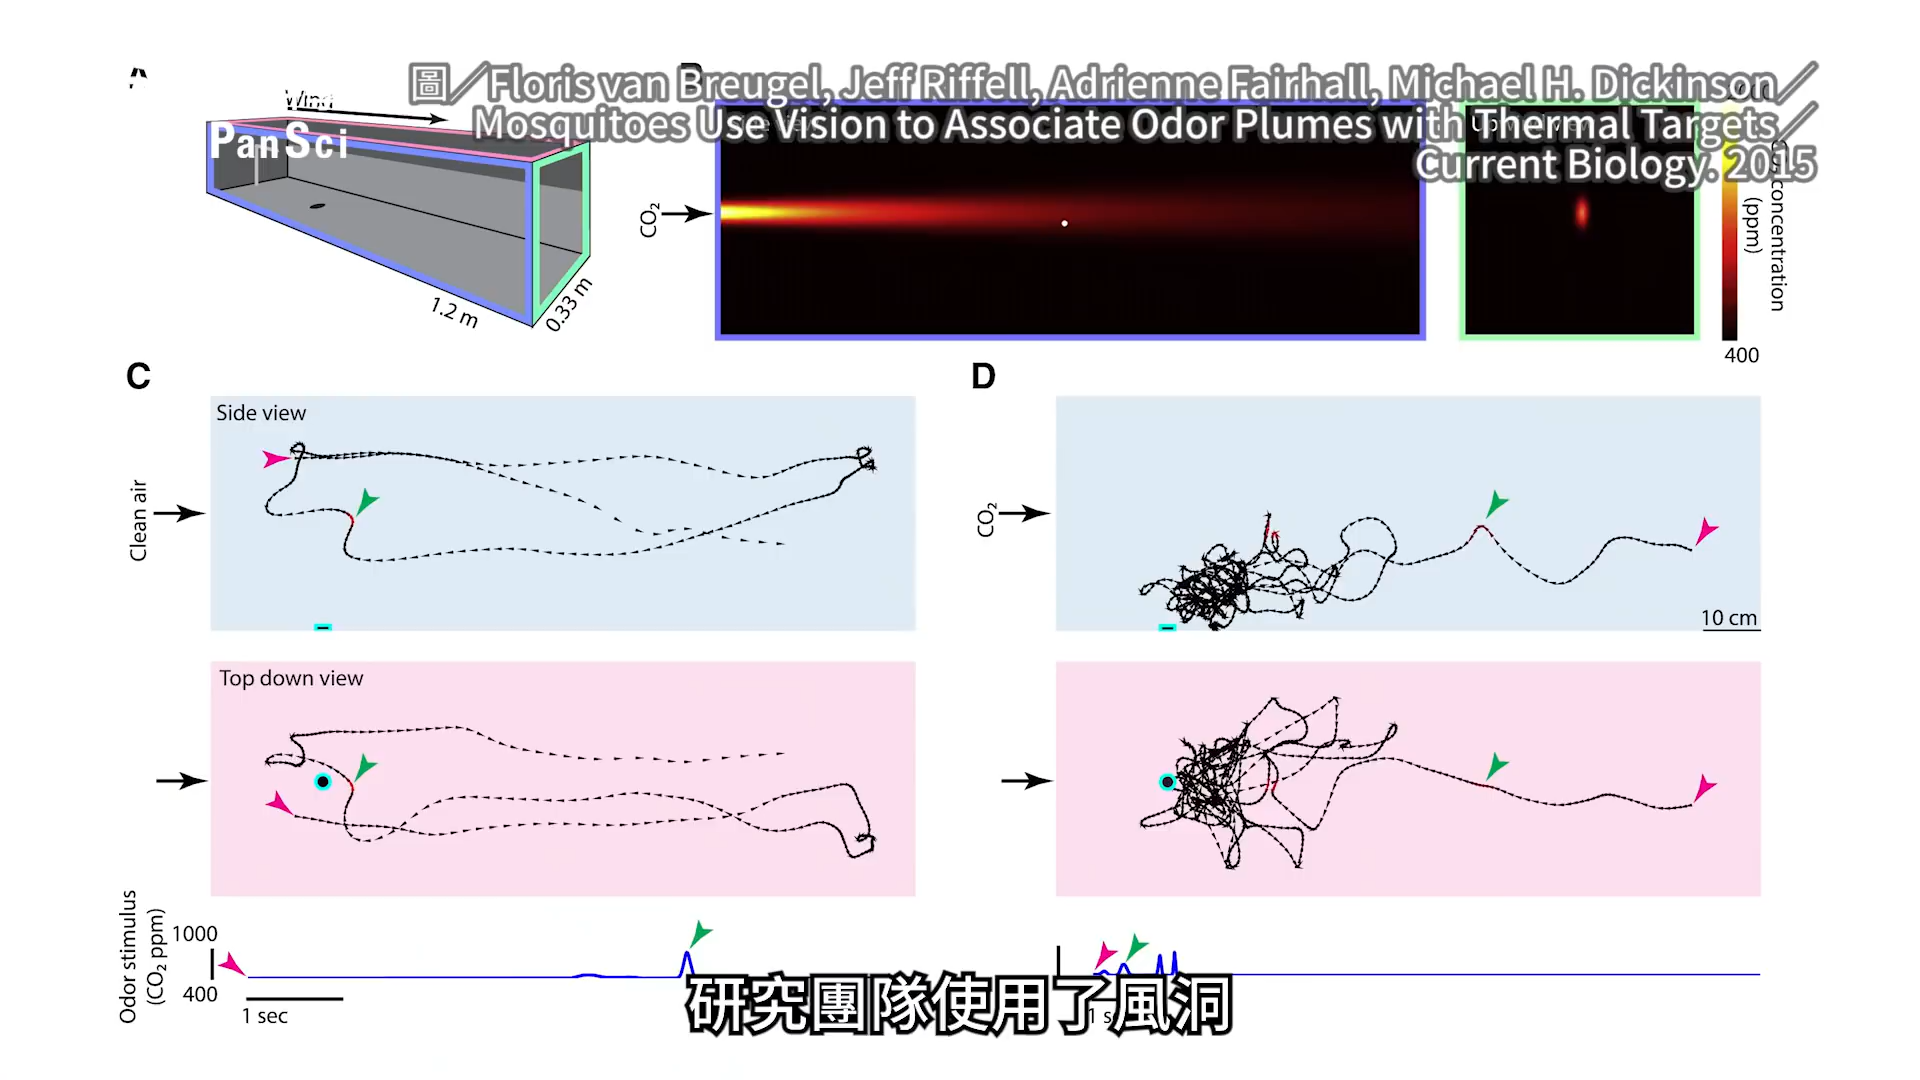 圖／Floris van Breugel, Jeff Riffell, Adrienne Fairhall, Michael H. Dickinson／
Mosquitoes Use Vision to Associate Odor Plumes with Thermal Targets／
Current Biology. 2015
A
Wind
PanSci
1.2 m
0.33 m
CO₂
concentration
(ppm)
400
C
D
Side view
Clean air
CO₂
10 cm
Top down view
Odor stimulus
(CO₂ ppm)
1000
400
1 sec
研究團隊使用了風洞